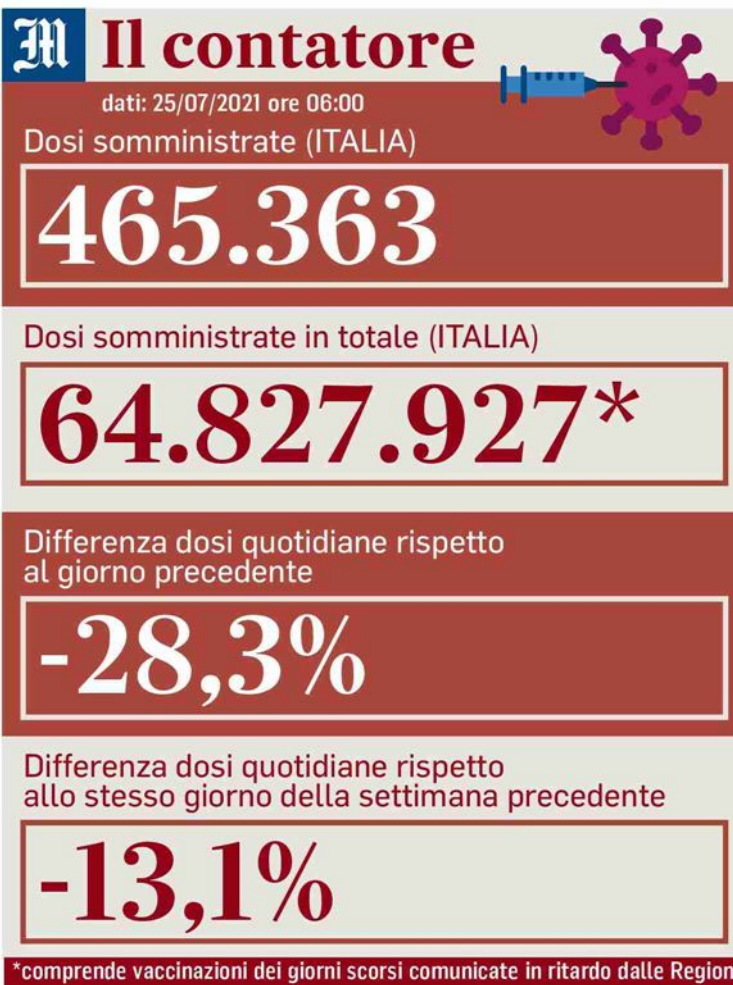 M Il contatore
dati: 25/07/2021 ore 06:00
Dosi somministrate (ITALIA)
465.363
Dosi somministrate in totale (ITALIA)
64.827.927*
Differenza dosi quotidiane rispetto
al giorno precedente
-28,3%
Differenza dosi quotidiane rispetto
allo stesso giorno della settimana precedente
-13,1%
*comprende vaccinazioni dei giorni scorsi comunicate in ritardo dalle Region